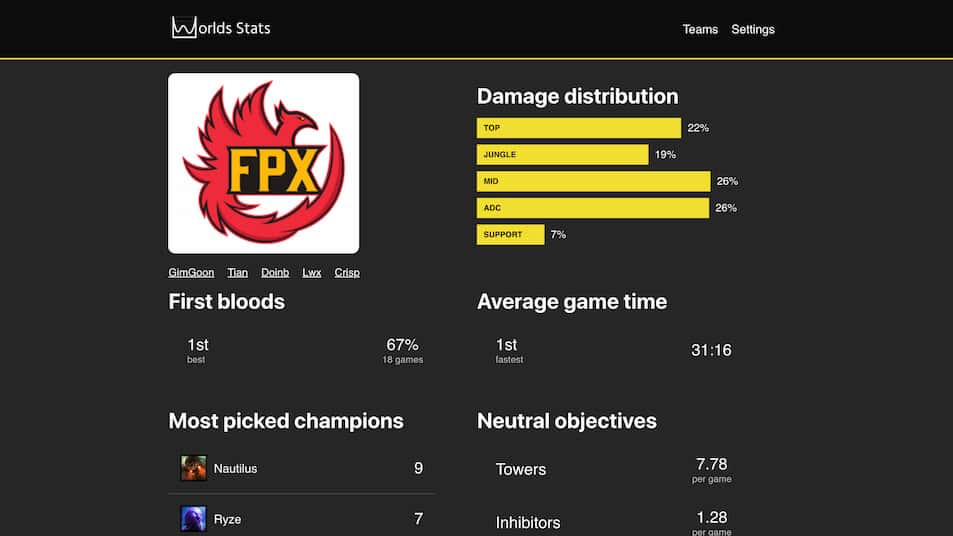 Worlds Stats
Teams Settings
FPX
GimGoon Tian Doinb Lwx Crisp
Damage distribution
TOP 22%
JUNGLE 19%
MID 26%
ADC 26%
SUPPORT 7%
First bloods
1st 67%
best 18 games
Average game time
1st 31:16
fastest
Most picked champions
Nautilus 9
Ryze 7
Neutral objectives
Towers 7.78
per game
Inhibitors 1.28
per game